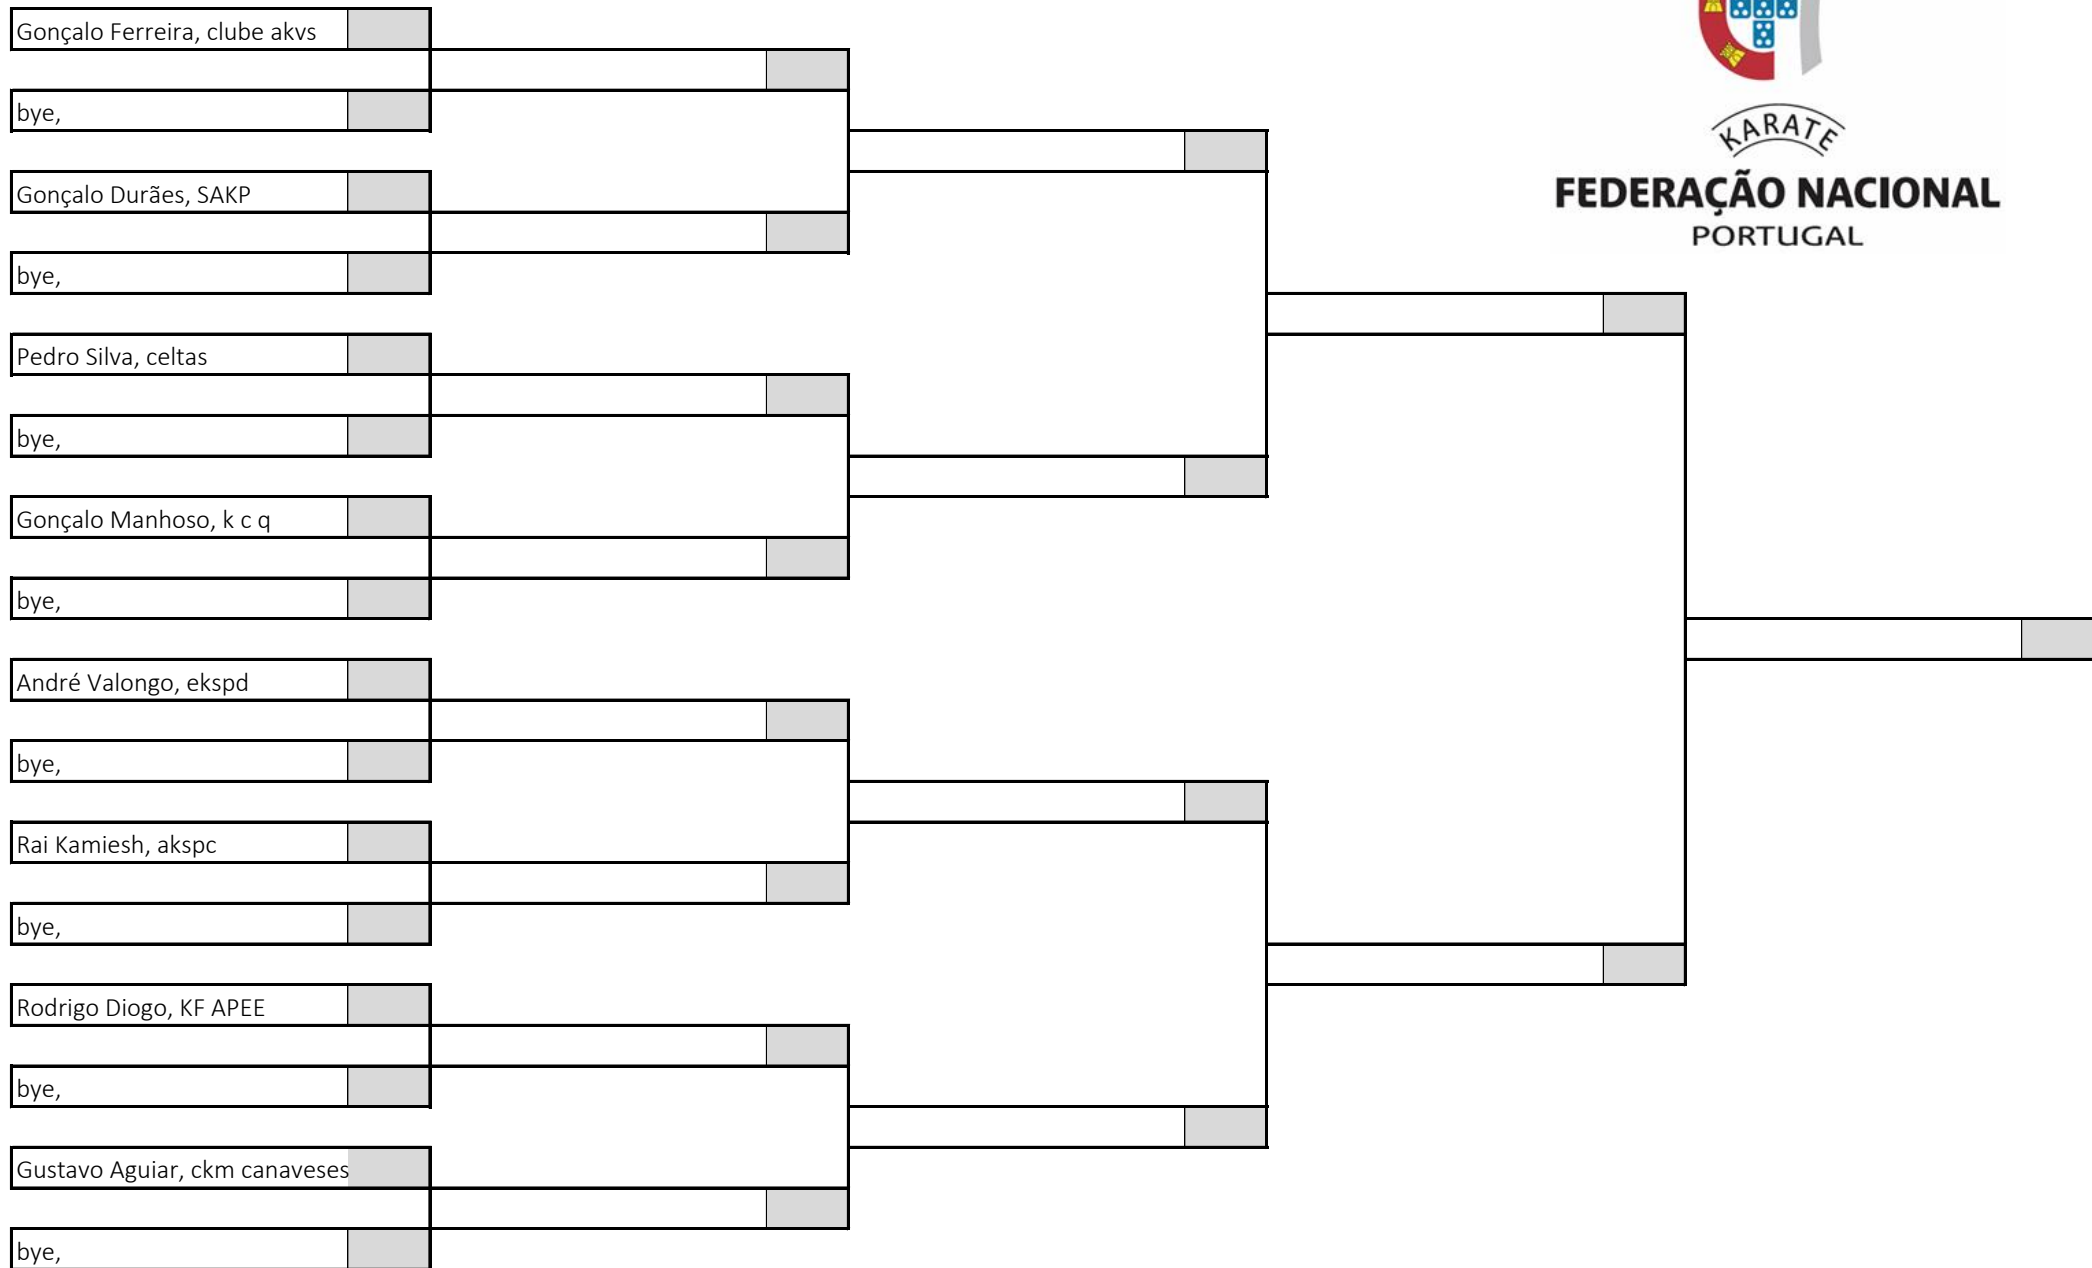 Gonçalo Ferreira, clube akvs
bye,
Gonçalo Durães, SAKP
bye,
Pedro Silva, celtas
bye,
Gonçalo Manhoso, k c q
bye,
André Valongo, ekspd
bye,
Rai Kamiesh, akspc
bye,
Rodrigo Diogo, KF APEE
bye,
Gustavo Aguiar, ckm canaveses
bye,
KARATE
FEDERAÇÃO NACIONAL
PORTUGAL